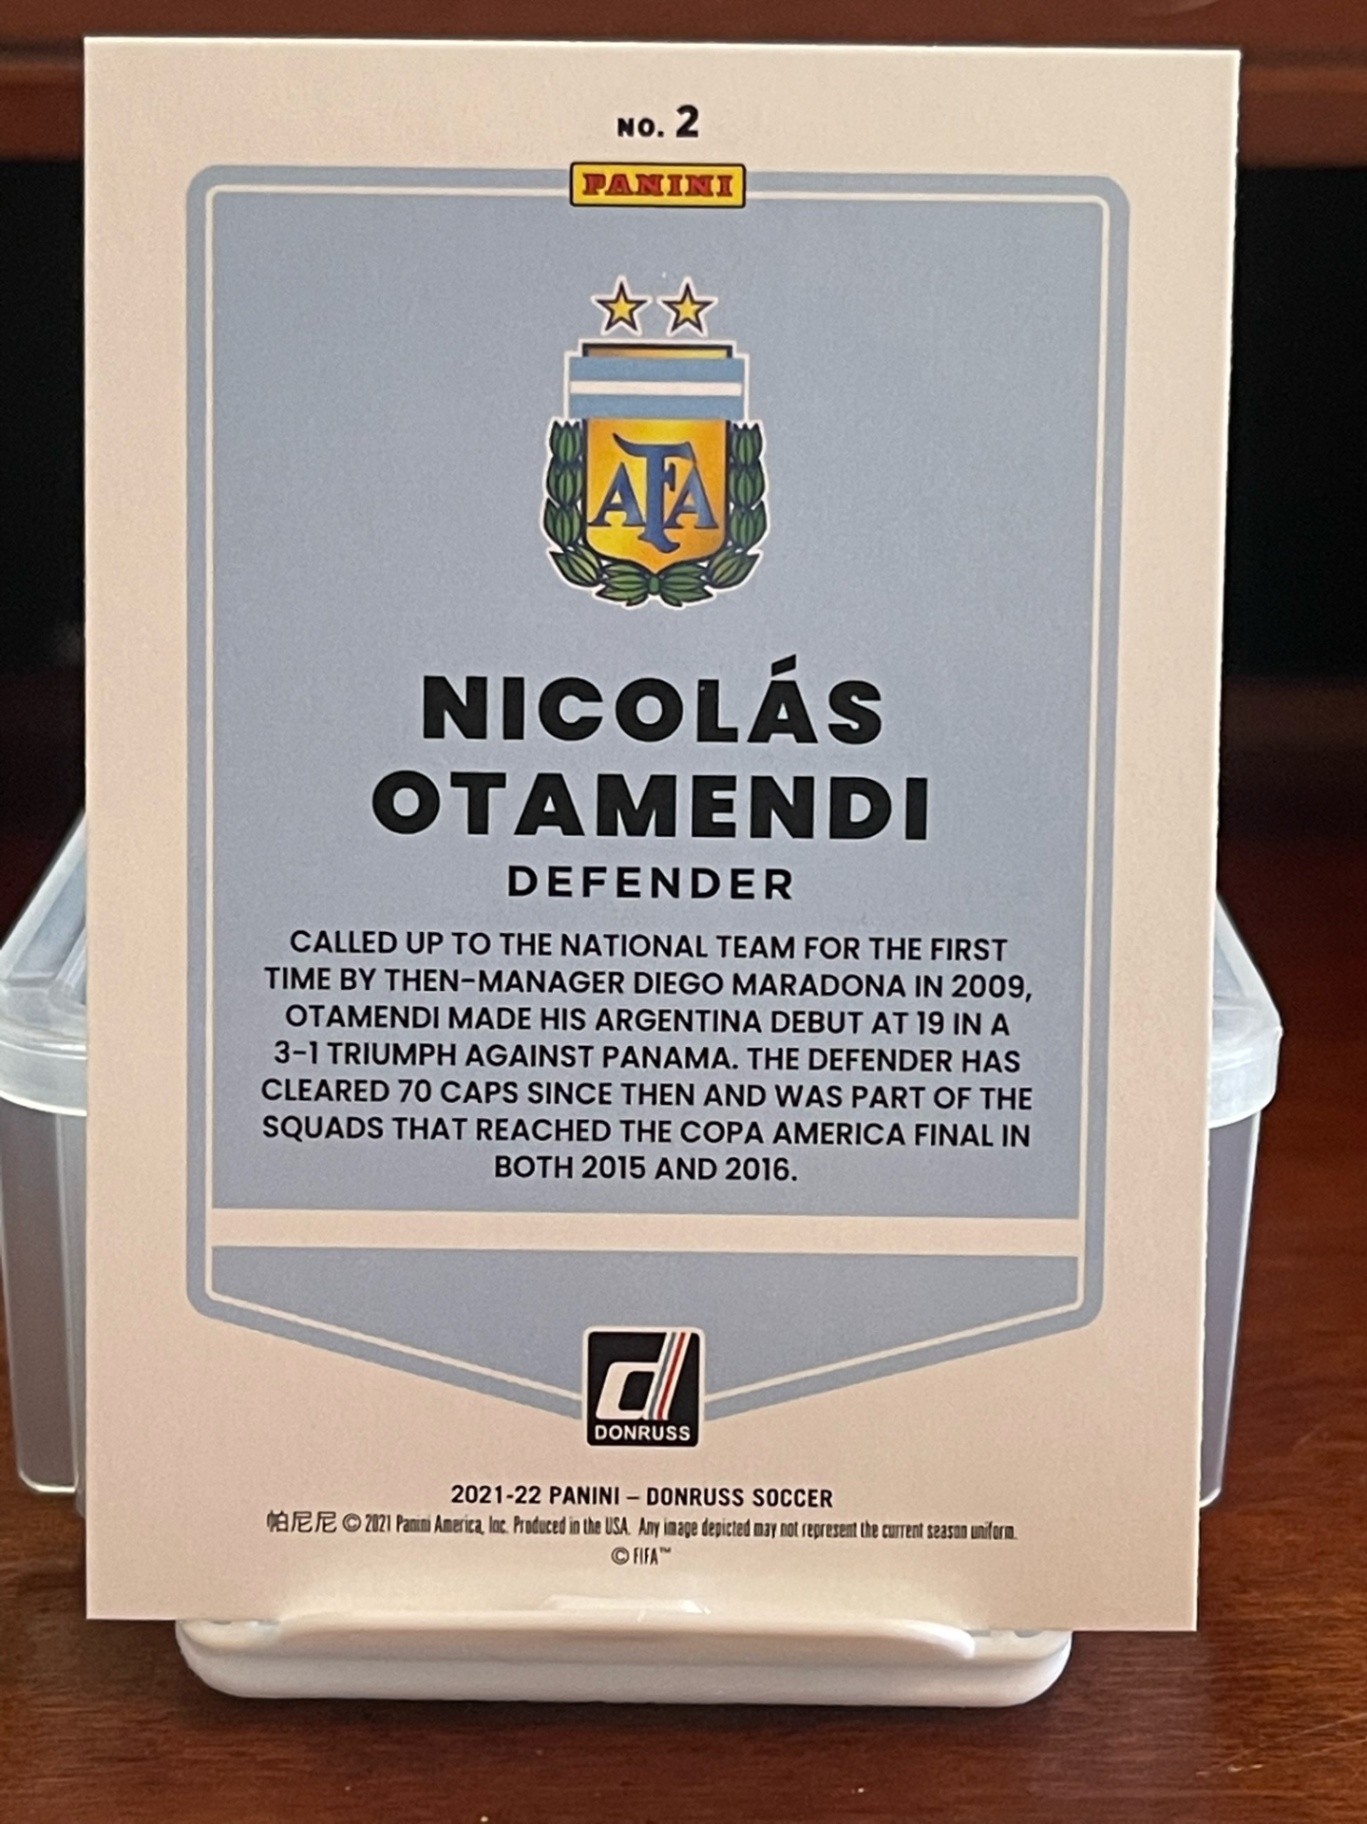 NO. 2
PANINI
AFA
NICOLÁS
OTAMENDI
DEFENDER
CALLED UP TO THE NATIONAL TEAM FOR THE FIRST
TIME BY THEN-MANAGER DIEGO MARADONA IN 2009,
OTAMENDI MADE HIS ARGENTINA DEBUT AT 19 IN A
3-1 TRIUMPH AGAINST PANAMA. THE DEFENDER HAS
CLEARED 70 CAPS SINCE THEN AND WAS PART OF THE
SQUADS THAT REACHED THE COPA AMERICA FINAL IN
BOTH 2015 AND 2016.
d
DONRUSS
2021-22 PANINI – DONRUSS SOCCER
帕尼尼 © 2021 Panini America, Inc. Produced in the USA. Any image depicted may not represent the current season uniform.
© FIFA™